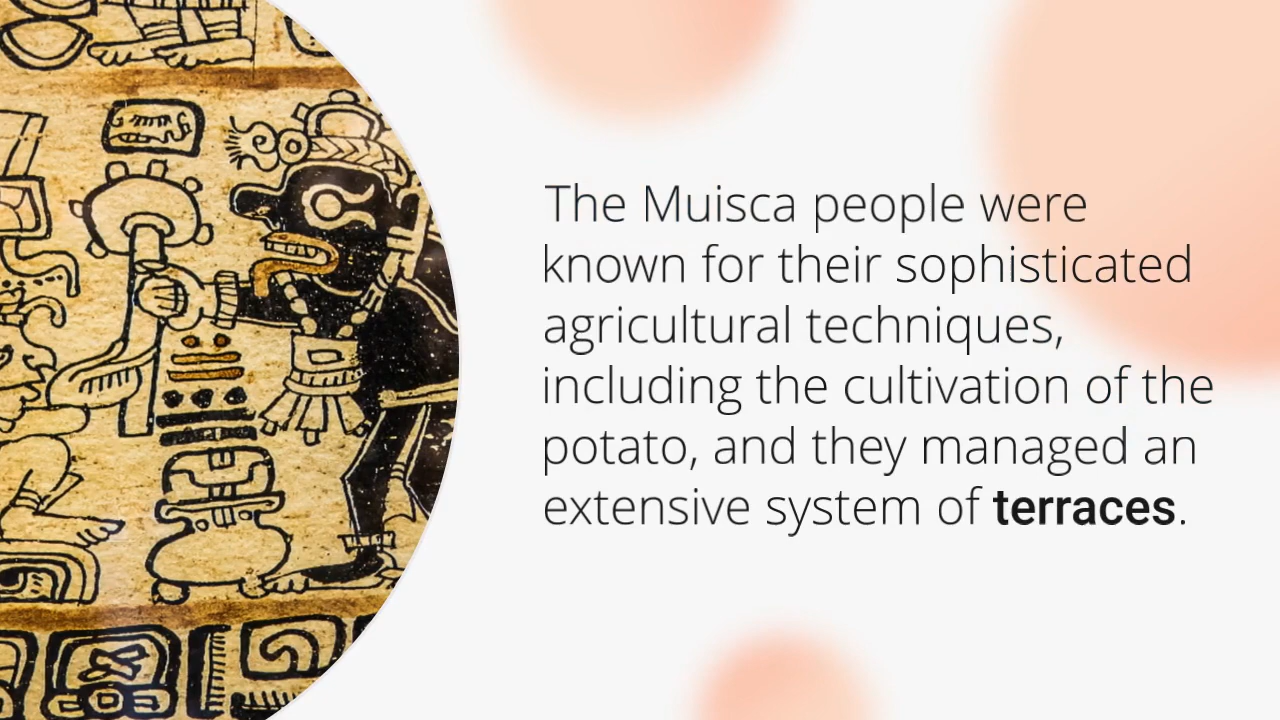 The Muisca people were
known for their sophisticated
agricultural techniques,
including the cultivation of the
potato, and they managed an
extensive system of terraces.